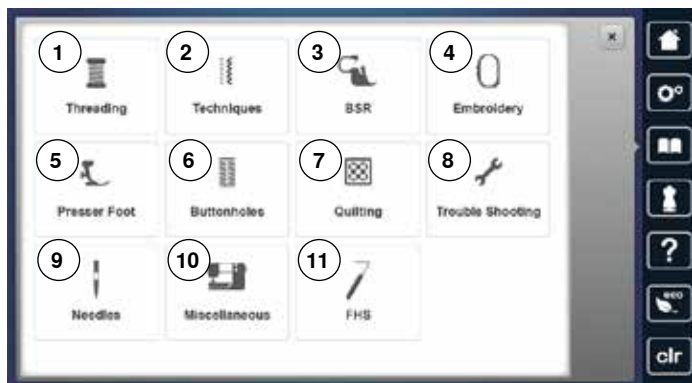 1 2 3 4
Threading Techniques BSR Embroidery
5 6 7 8
Presser Foot Buttonholes Quilting Trouble Shooting
9 10 11
Needles Miscellaneous FHS
×
?
eco
clr